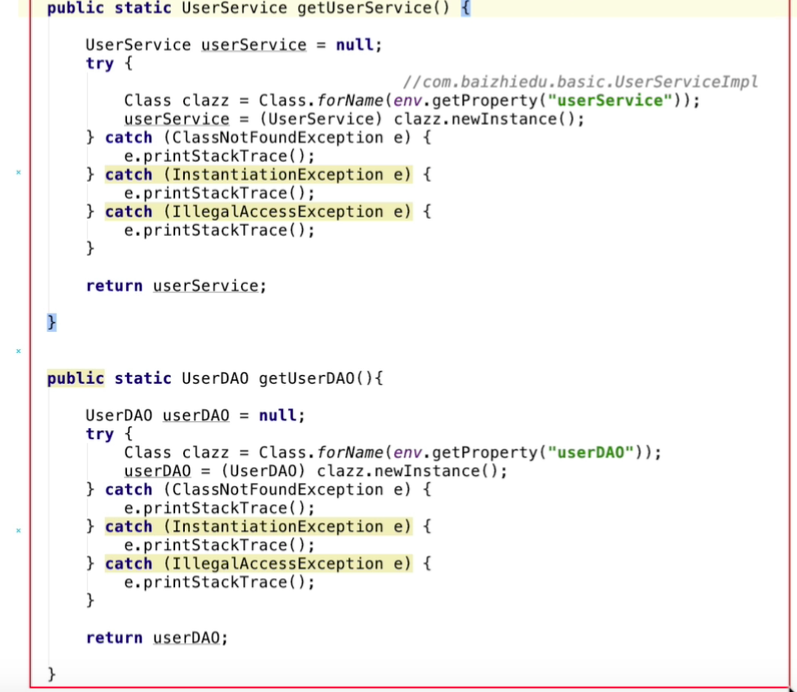 public static UserService getUserService() {
UserService userService = null;
try {
//com.baizhiedu.basic.UserServiceImpl
Class clazz = Class.forName(env.getProperty("userService"));
userService = (UserService) clazz.newInstance();
} catch (ClassNotFoundException e) {
e.printStackTrace();
} catch (InstantiationException e) {
e.printStackTrace();
} catch (IllegalAccessException e) {
e.printStackTrace();
}
return userService;
}
public static UserDAO getUserDAO(){
UserDAO userDAO = null;
try {
Class clazz = Class.forName(env.getProperty("userDAO"));
userDAO = (UserDAO) clazz.newInstance();
} catch (ClassNotFoundException e) {
e.printStackTrace();
} catch (InstantiationException e) {
e.printStackTrace();
} catch (IllegalAccessException e) {
e.printStackTrace();
}
return userDAO;
}